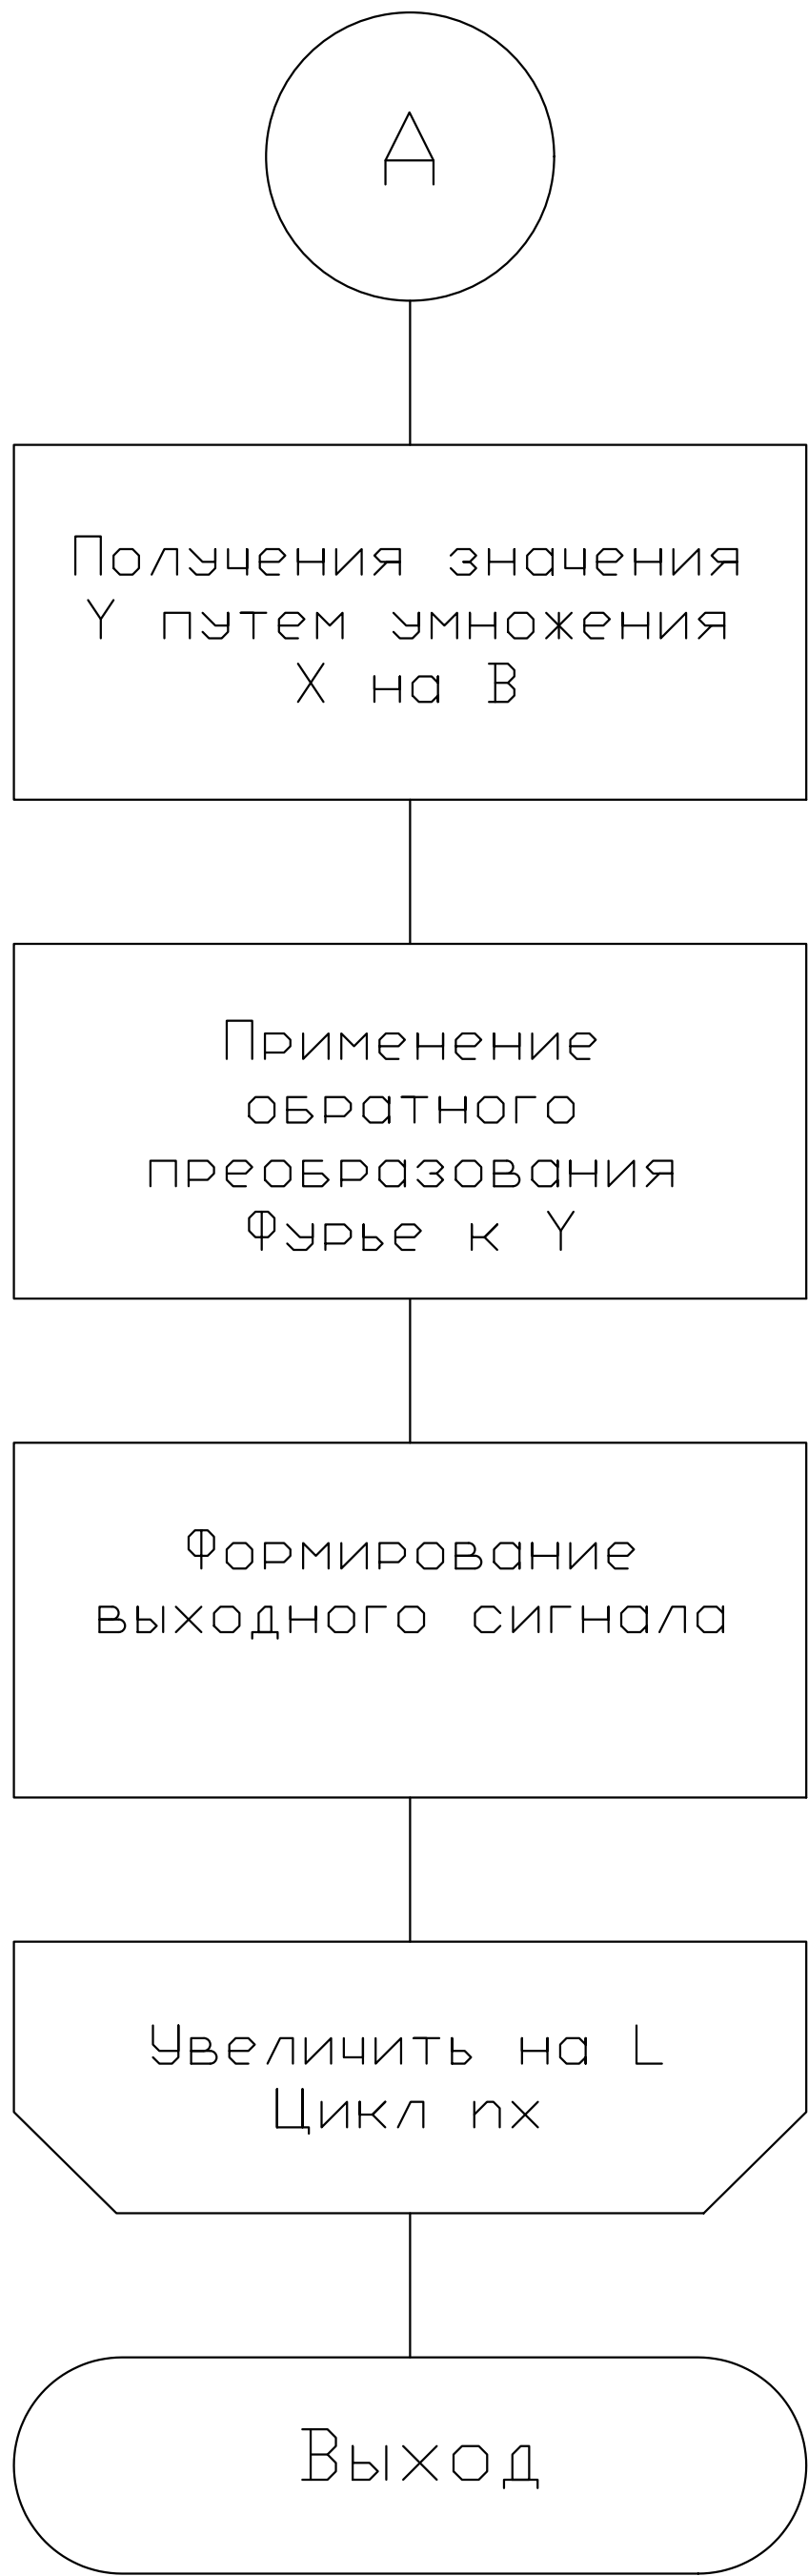 А
Получения значения
Y путем умножения
X на B
Применение
обратного
преобразования
Фурье к Y
Формирование
выходного сигнала
Увеличить на L
Цикл nx
Выход